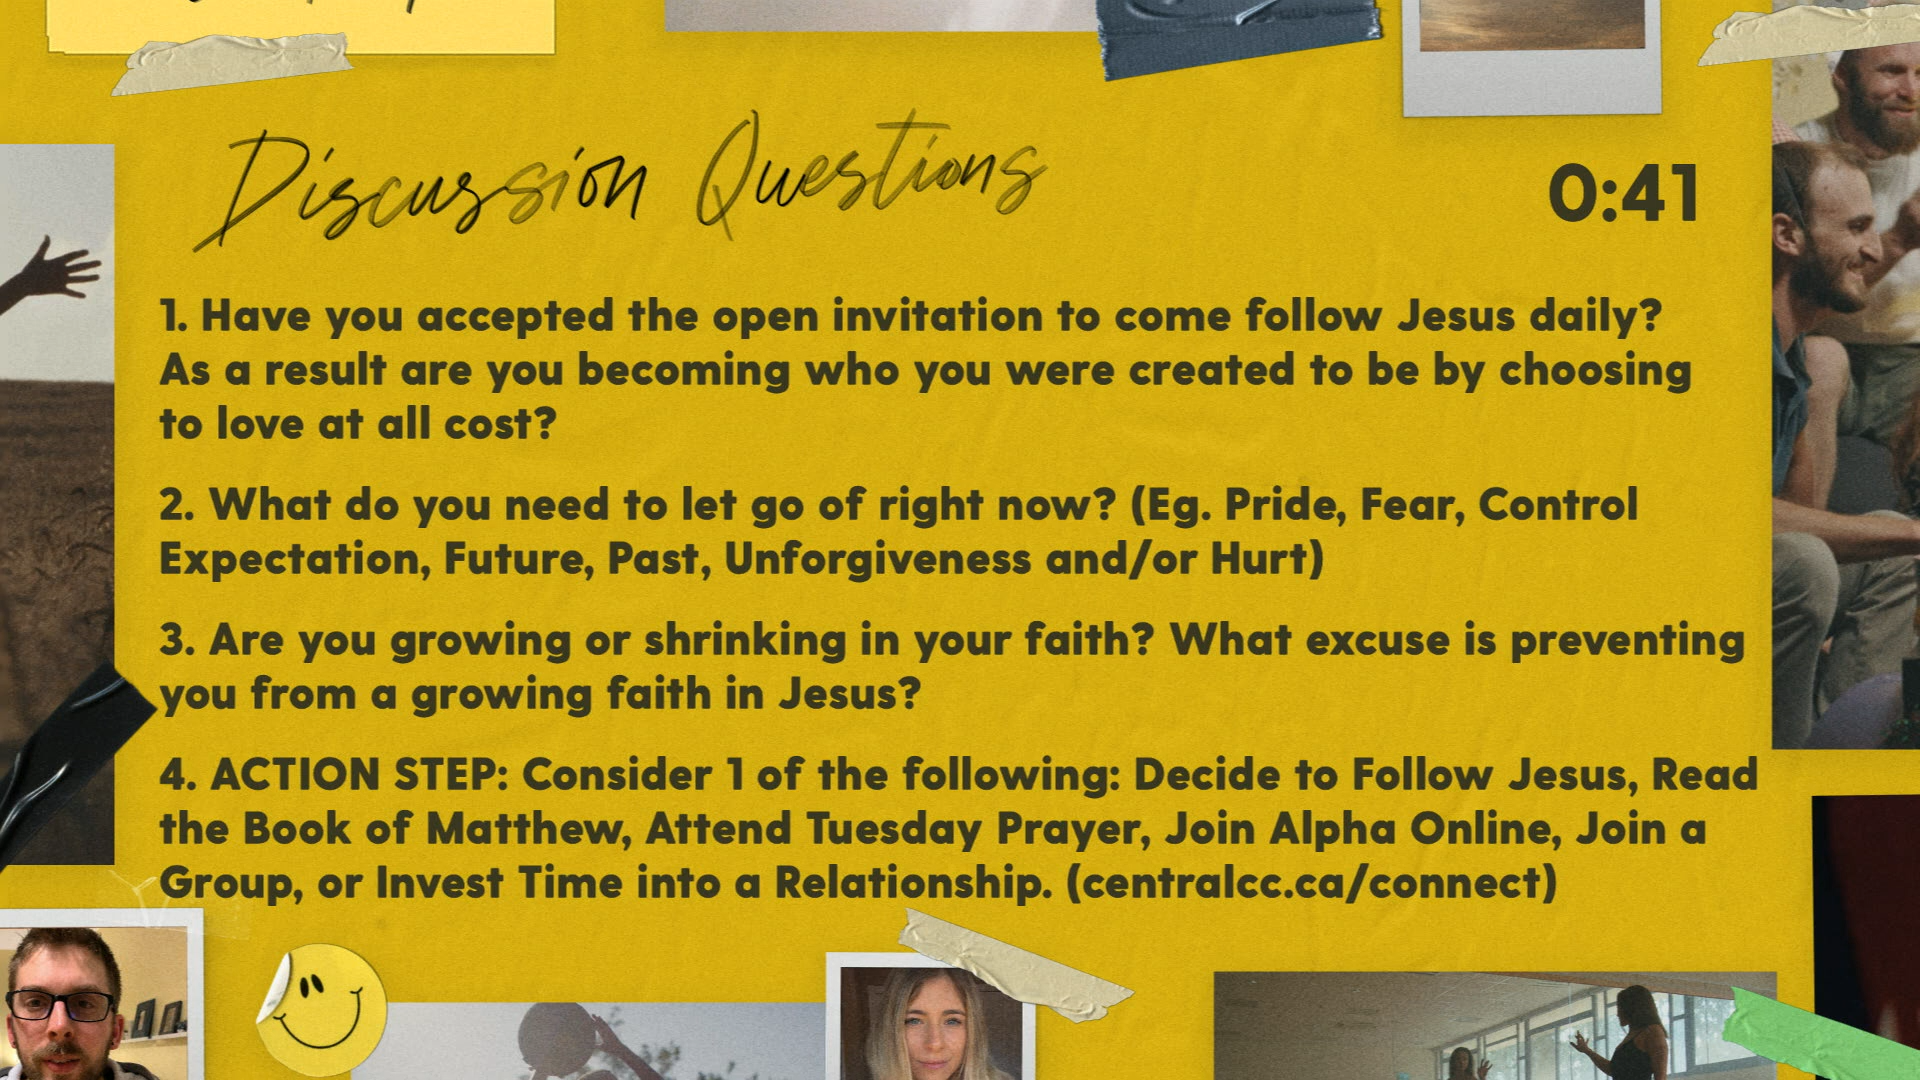 Discussion Questions
0:41
1. Have you accepted the open invitation to come follow Jesus daily?
As a result are you becoming who you were created to be by choosing
to love at all cost?
2. What do you need to let go of right now? (Eg. Pride, Fear, Control
Expectation, Future, Past, Unforgiveness and/or Hurt)
3. Are you growing or shrinking in your faith? What excuse is preventing
you from a growing faith in Jesus?
4. ACTION STEP: Consider 1 of the following: Decide to Follow Jesus, Read
the Book of Matthew, Attend Tuesday Prayer, Join Alpha Online, Join a
Group, or Invest Time into a Relationship. (centralcc.ca/connect)